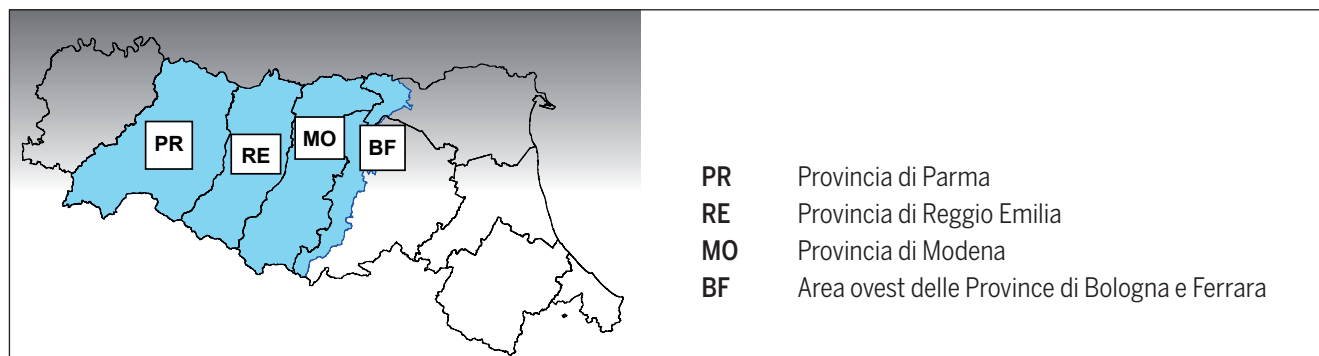 PR
RE
MO
BF
PR Provincia di Parma
RE Provincia di Reggio Emilia
MO Provincia di Modena
BF Area ovest delle Province di Bologna e Ferrara